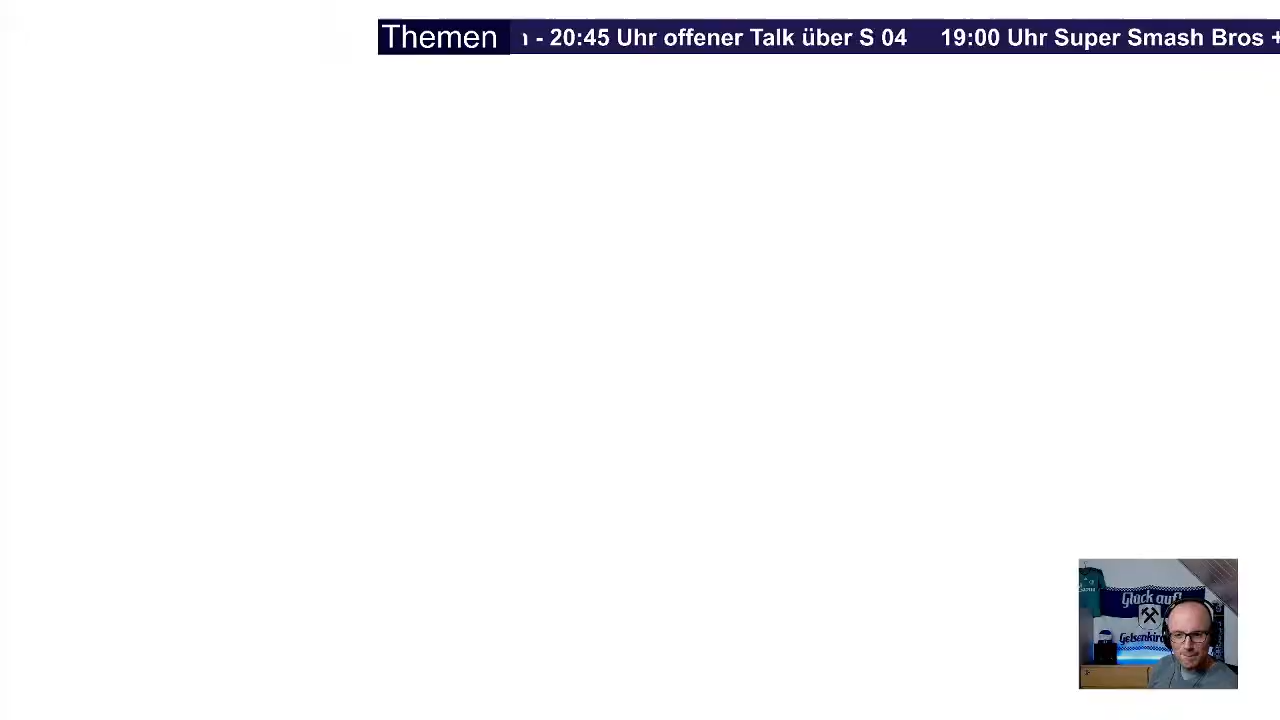 Themen - 20:45 Uhr offener Talk über S 04 19:00 Uhr Super Smash Bros +
Glück auf!